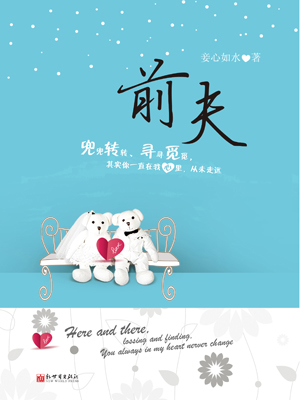 妾心如水♥著
前夫
兜兜转转、寻寻觅觅,
其实你一直在我心里，从未走远
love
Here and there,
lossing and finding,
You always in my heart nerver change
新世界出版社